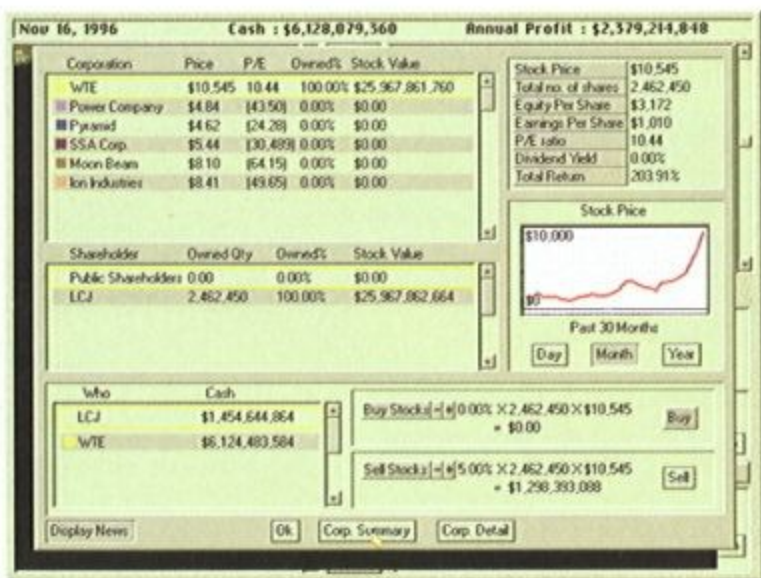 Nov 16, 1996 Cash : $6,128,079,360 Annual Profit : $2,379,214,848
Corporation Price P/E Owned% Stock Value
WTE $10,545 10.44 100.00% $25,967,861,760
Power Company $4.84 (43.50) 0.00% $0.00
Pyramid $4.62 (24.28) 0.00% $0.00
SSA Corp. $5.44 (30.489) 0.00% $0.00
Moon Beam $8.10 (64.15) 0.00% $0.00
Ion Industries $8.41 (49.65) 0.00% $0.00
Stock Price $10,545
Total no. of shares 2,462,450
Equity Per Share $3,172
Earnings Per Share $1,010
P/E ratio 10.44
Dividend Yield 0.00%
Total Return 203.91%
Shareholder Owned Qty Owned% Stock Value
Public Shareholders 0.00 0.00% $0.00
LCJ 2,462,450 100.00% $25,967,862,664
Stock Price
$10,000
$0
Past 30 Months
Day Month Year
Who Cash
LCJ $1,454,644,864
WTE $6,124,483,584
Buy Stocks - + 0.00% X 2,462,450 X $10,545
= $0.00
Buy
Sell Stocks - + 5.00% X 2,462,450 X $10,545
= $1,298,393,088
Sell
Display News Ok Corp. Summary Corp. Detail